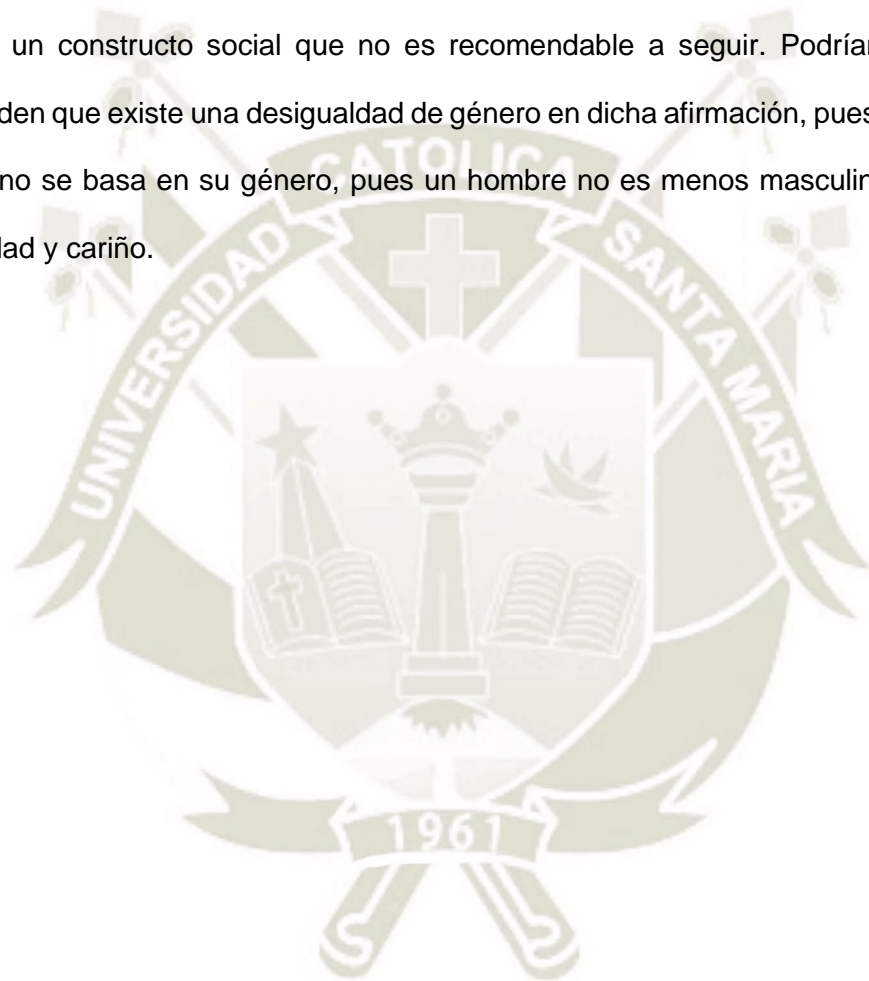 un constructo social que no es recomendable a seguir. Podrían
den que existe una desigualdad de género en dicha afirmación, pues
no se basa en su género, pues un hombre no es menos masculin
dad y cariño.
UNIVERSIDAD CATOLICA SANTA MARIA
1961